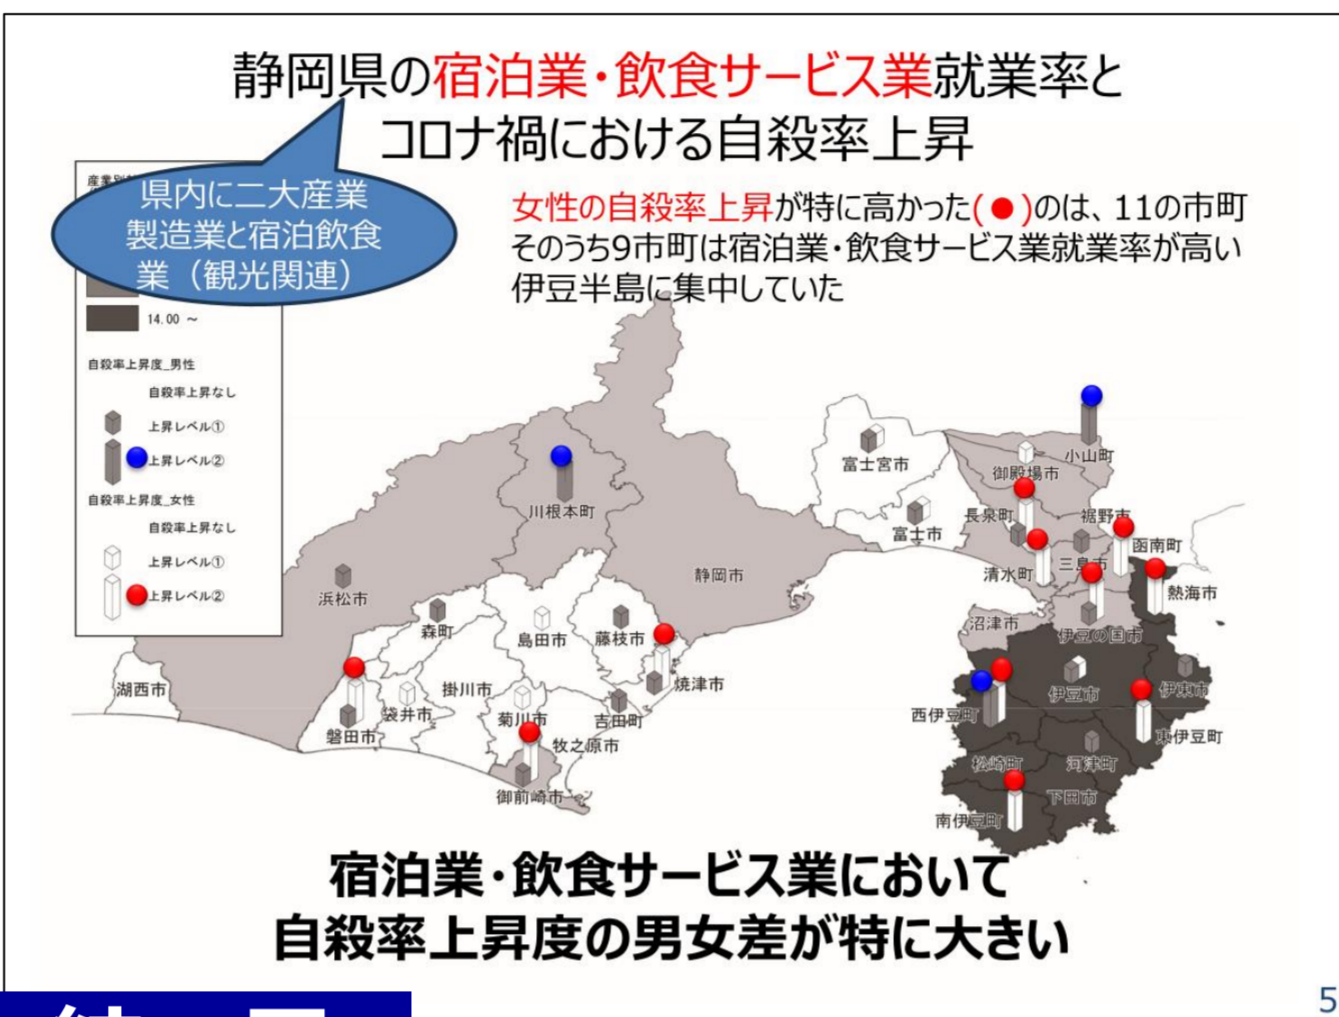 静岡県の宿泊業・飲食サービス業就業率と
コロナ禍における自殺率上昇
産業別
県内に二大産業
製造業と宿泊飲食
業（観光関連）
女性の自殺率上昇が特に高かった(●)のは、11の市町
そのうち9市町は宿泊業・飲食サービス業就業率が高い
伊豆半島に集中していた
14.00 ～
自殺率上昇度_男性
自殺率上昇なし
上昇レベル①
上昇レベル②
自殺率上昇度_女性
自殺率上昇なし
上昇レベル①
上昇レベル②
小山町
富士宮市
御殿場市
川根本町
長泉町
裾野市
富士市
函南町
三島市
清水町
静岡市
熱海市
浜松市
沼津市
森町
島田市
藤枝市
伊豆の国市
湖西市
掛川市
焼津市
伊豆市
伊東市
袋井市
菊川市
吉田町
西伊豆町
磐田市
牧之原市
東伊豆町
松崎町
河津町
御前崎市
下田市
南伊豆町
宿泊業・飲食サービス業において
自殺率上昇度の男女差が特に大きい
5